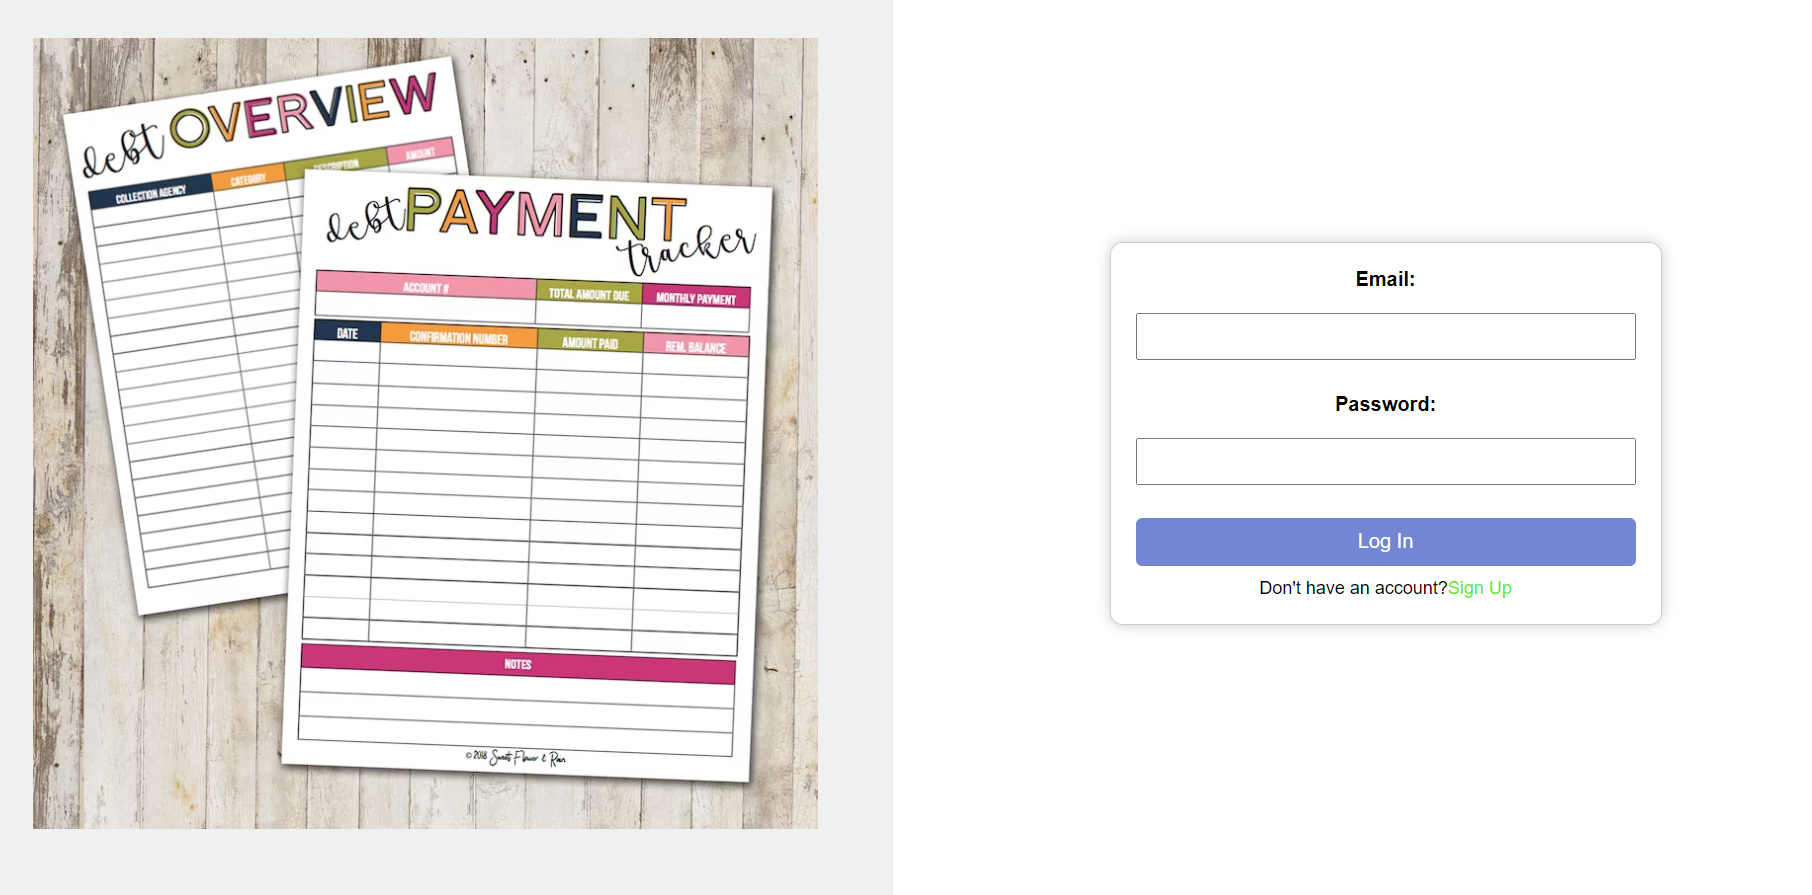 debt OVERVIEW
COLLECTION AGENCY CATEGORY DESCRIPTION AMOUNT
debt PAYMENT
tracker
ACCOUNT # TOTAL AMOUNT DUE MONTHLY PAYMENT
DATE CONFIRMATION NUMBER AMOUNT PAID REM. BALANCE
NOTES
© 2018 Sweet Flower & Rain
Email:
Password:
Log In
Don't have an account?Sign Up